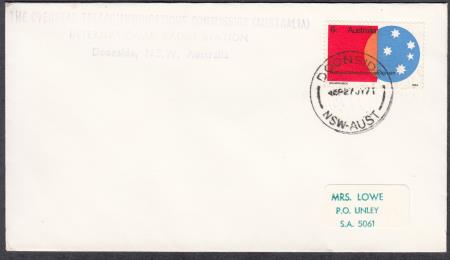 THE OVERSEAS TELECOMMUNICATIONS COMMISSION (AUSTRALIA)
INTERNATIONAL RADIO STATION
Doonside, N.S.W. Australia
6c Australia
DOONSIDE
NSW-AUST
MRS. LOWE
P.O. UNLEY
S.A. 5061